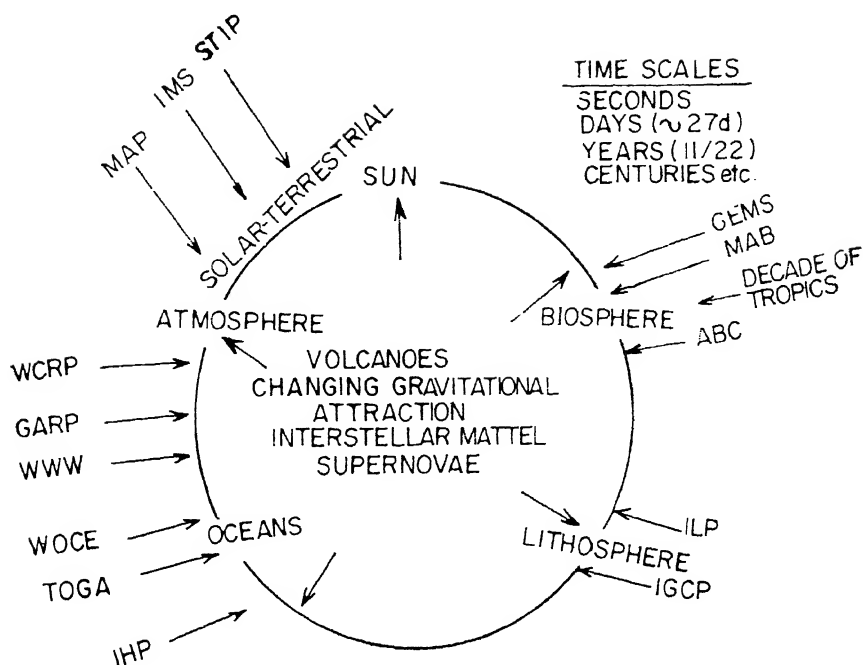 IMS STIP
MAP
SOLAR-TERRESTRIAL
SUN
TIME SCALES
SECONDS
DAYS (~27d)
YEARS (11/22)
CENTURIES etc.
GEMS
MAB
DECADE OF
TROPICS
ABC
BIOSPHERE
ATMOSPHERE
VOLCANOES
CHANGING GRAVITATIONAL
ATTRACTION
INTERSTELLAR MATTEL
SUPERNOVAE
WCRP
GARP
WWW
WOCE
TOGA
IHP
OCEANS
LITHOSPHERE
ILP
IGCP